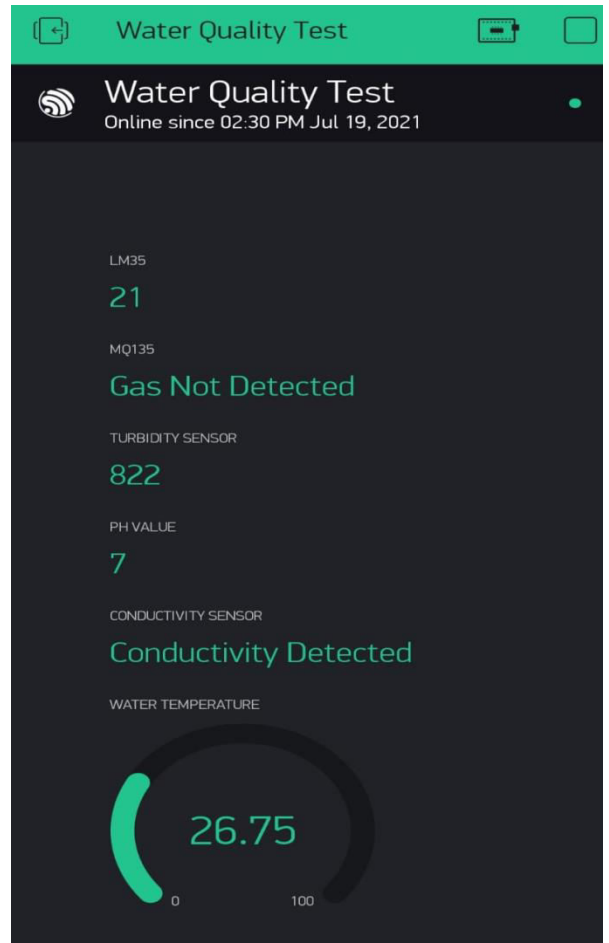 Water Quality Test
Water Quality Test
Online since 02:30 PM Jul 19, 2021
LM35
21
MQ135
Gas Not Detected
TURBIDITY SENSOR
822
PH VALUE
7
CONDUCTIVITY SENSOR
Conductivity Detected
WATER TEMPERATURE
26.75
0 100